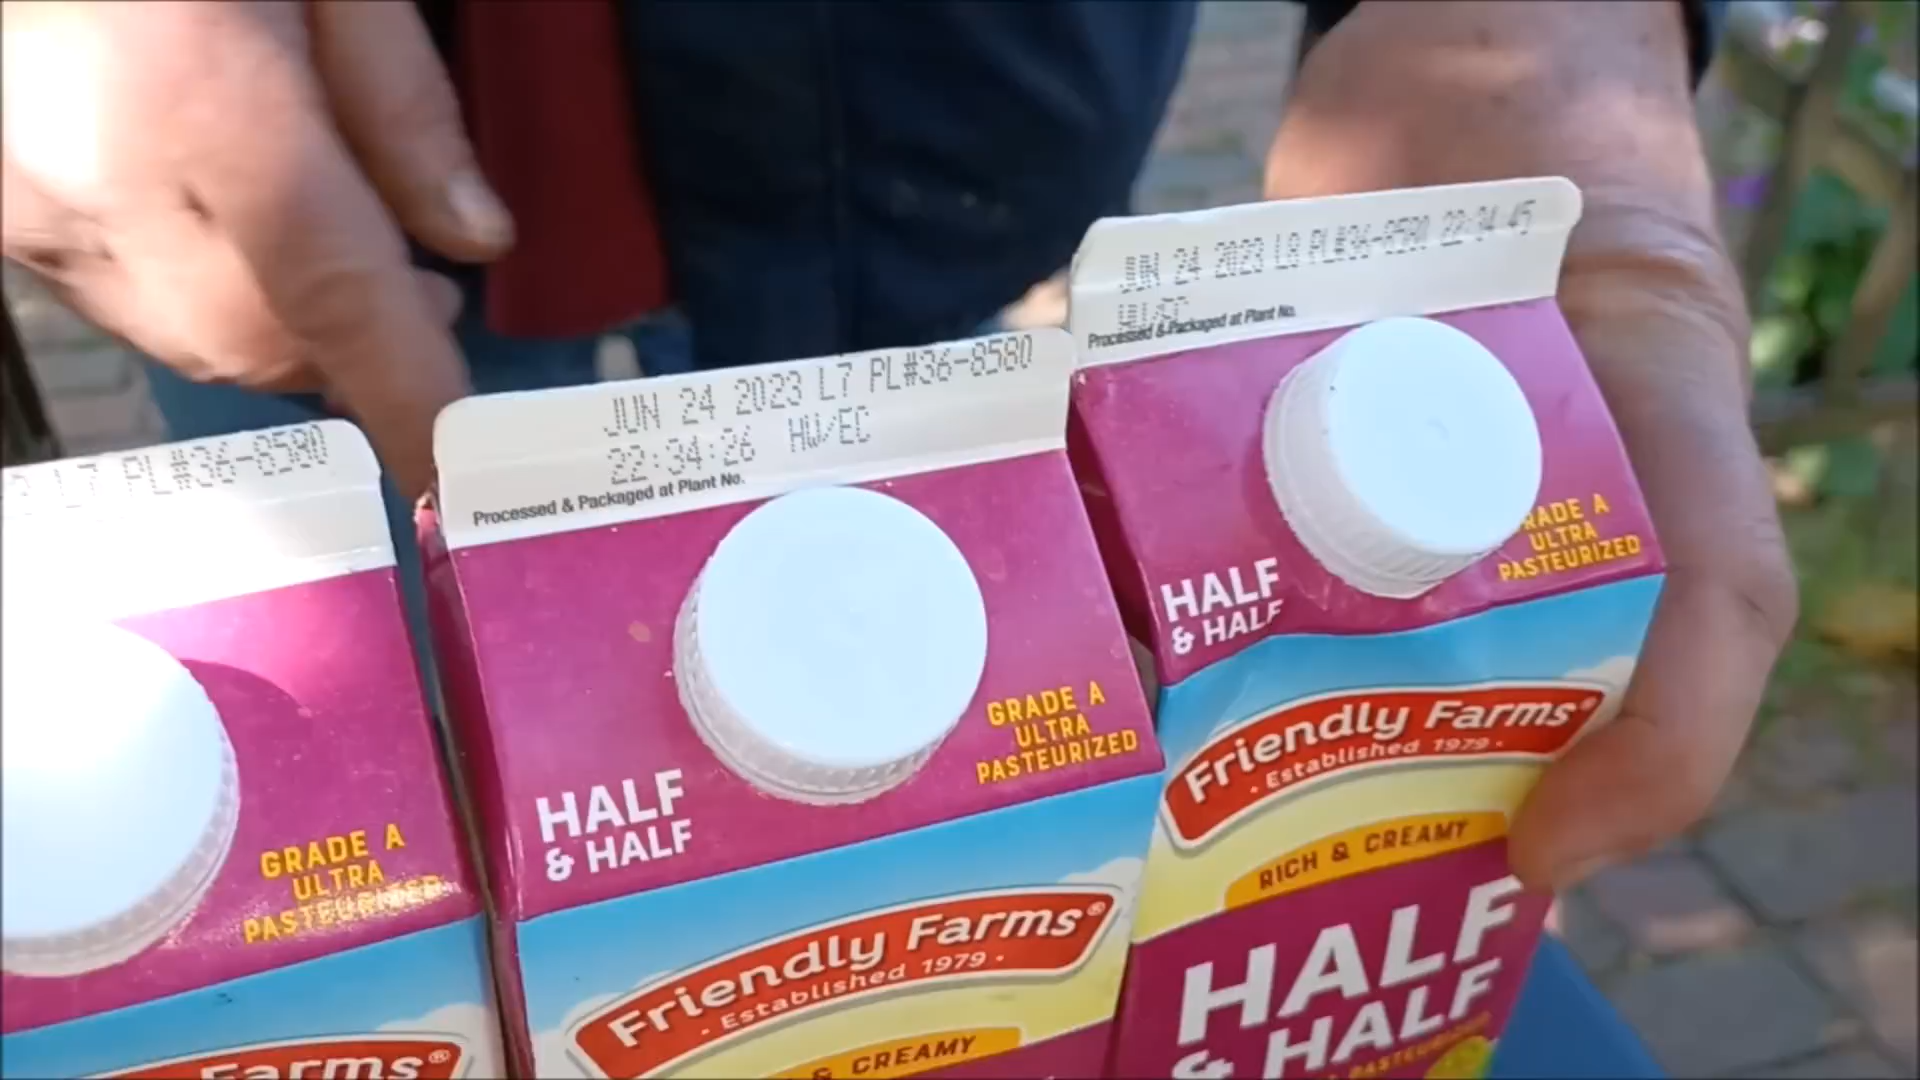 L7 PL#36-8580
GRADE A
ULTRA
PASTEURIZED
Farms®
JUN 24 2023 L7 PL#36-8580
22:34:26 HW/EC
Processed & Packaged at Plant No.
HALF
& HALF
GRADE A
ULTRA
PASTEURIZED
Friendly Farms®
· Established 1979 ·
& CREAMY
JUN 24 2023 L8 PL#36-8580 22:34:45
HW/EC
Processed & Packaged at Plant No.
HALF
& HALF
GRADE A
ULTRA
PASTEURIZED
Friendly Farms®
· Established 1979 ·
RICH & CREAMY
HALF
& HALF
PASTEURIZED